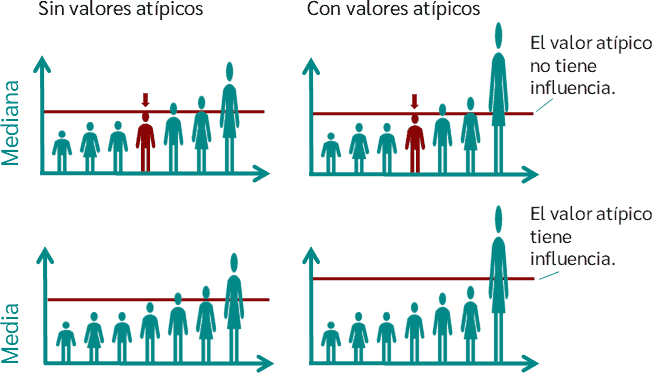 Sin valores atípicos
Con valores atípicos
Mediana
El valor atípico
no tiene
influencia.
Media
El valor atípico
tiene
influencia.